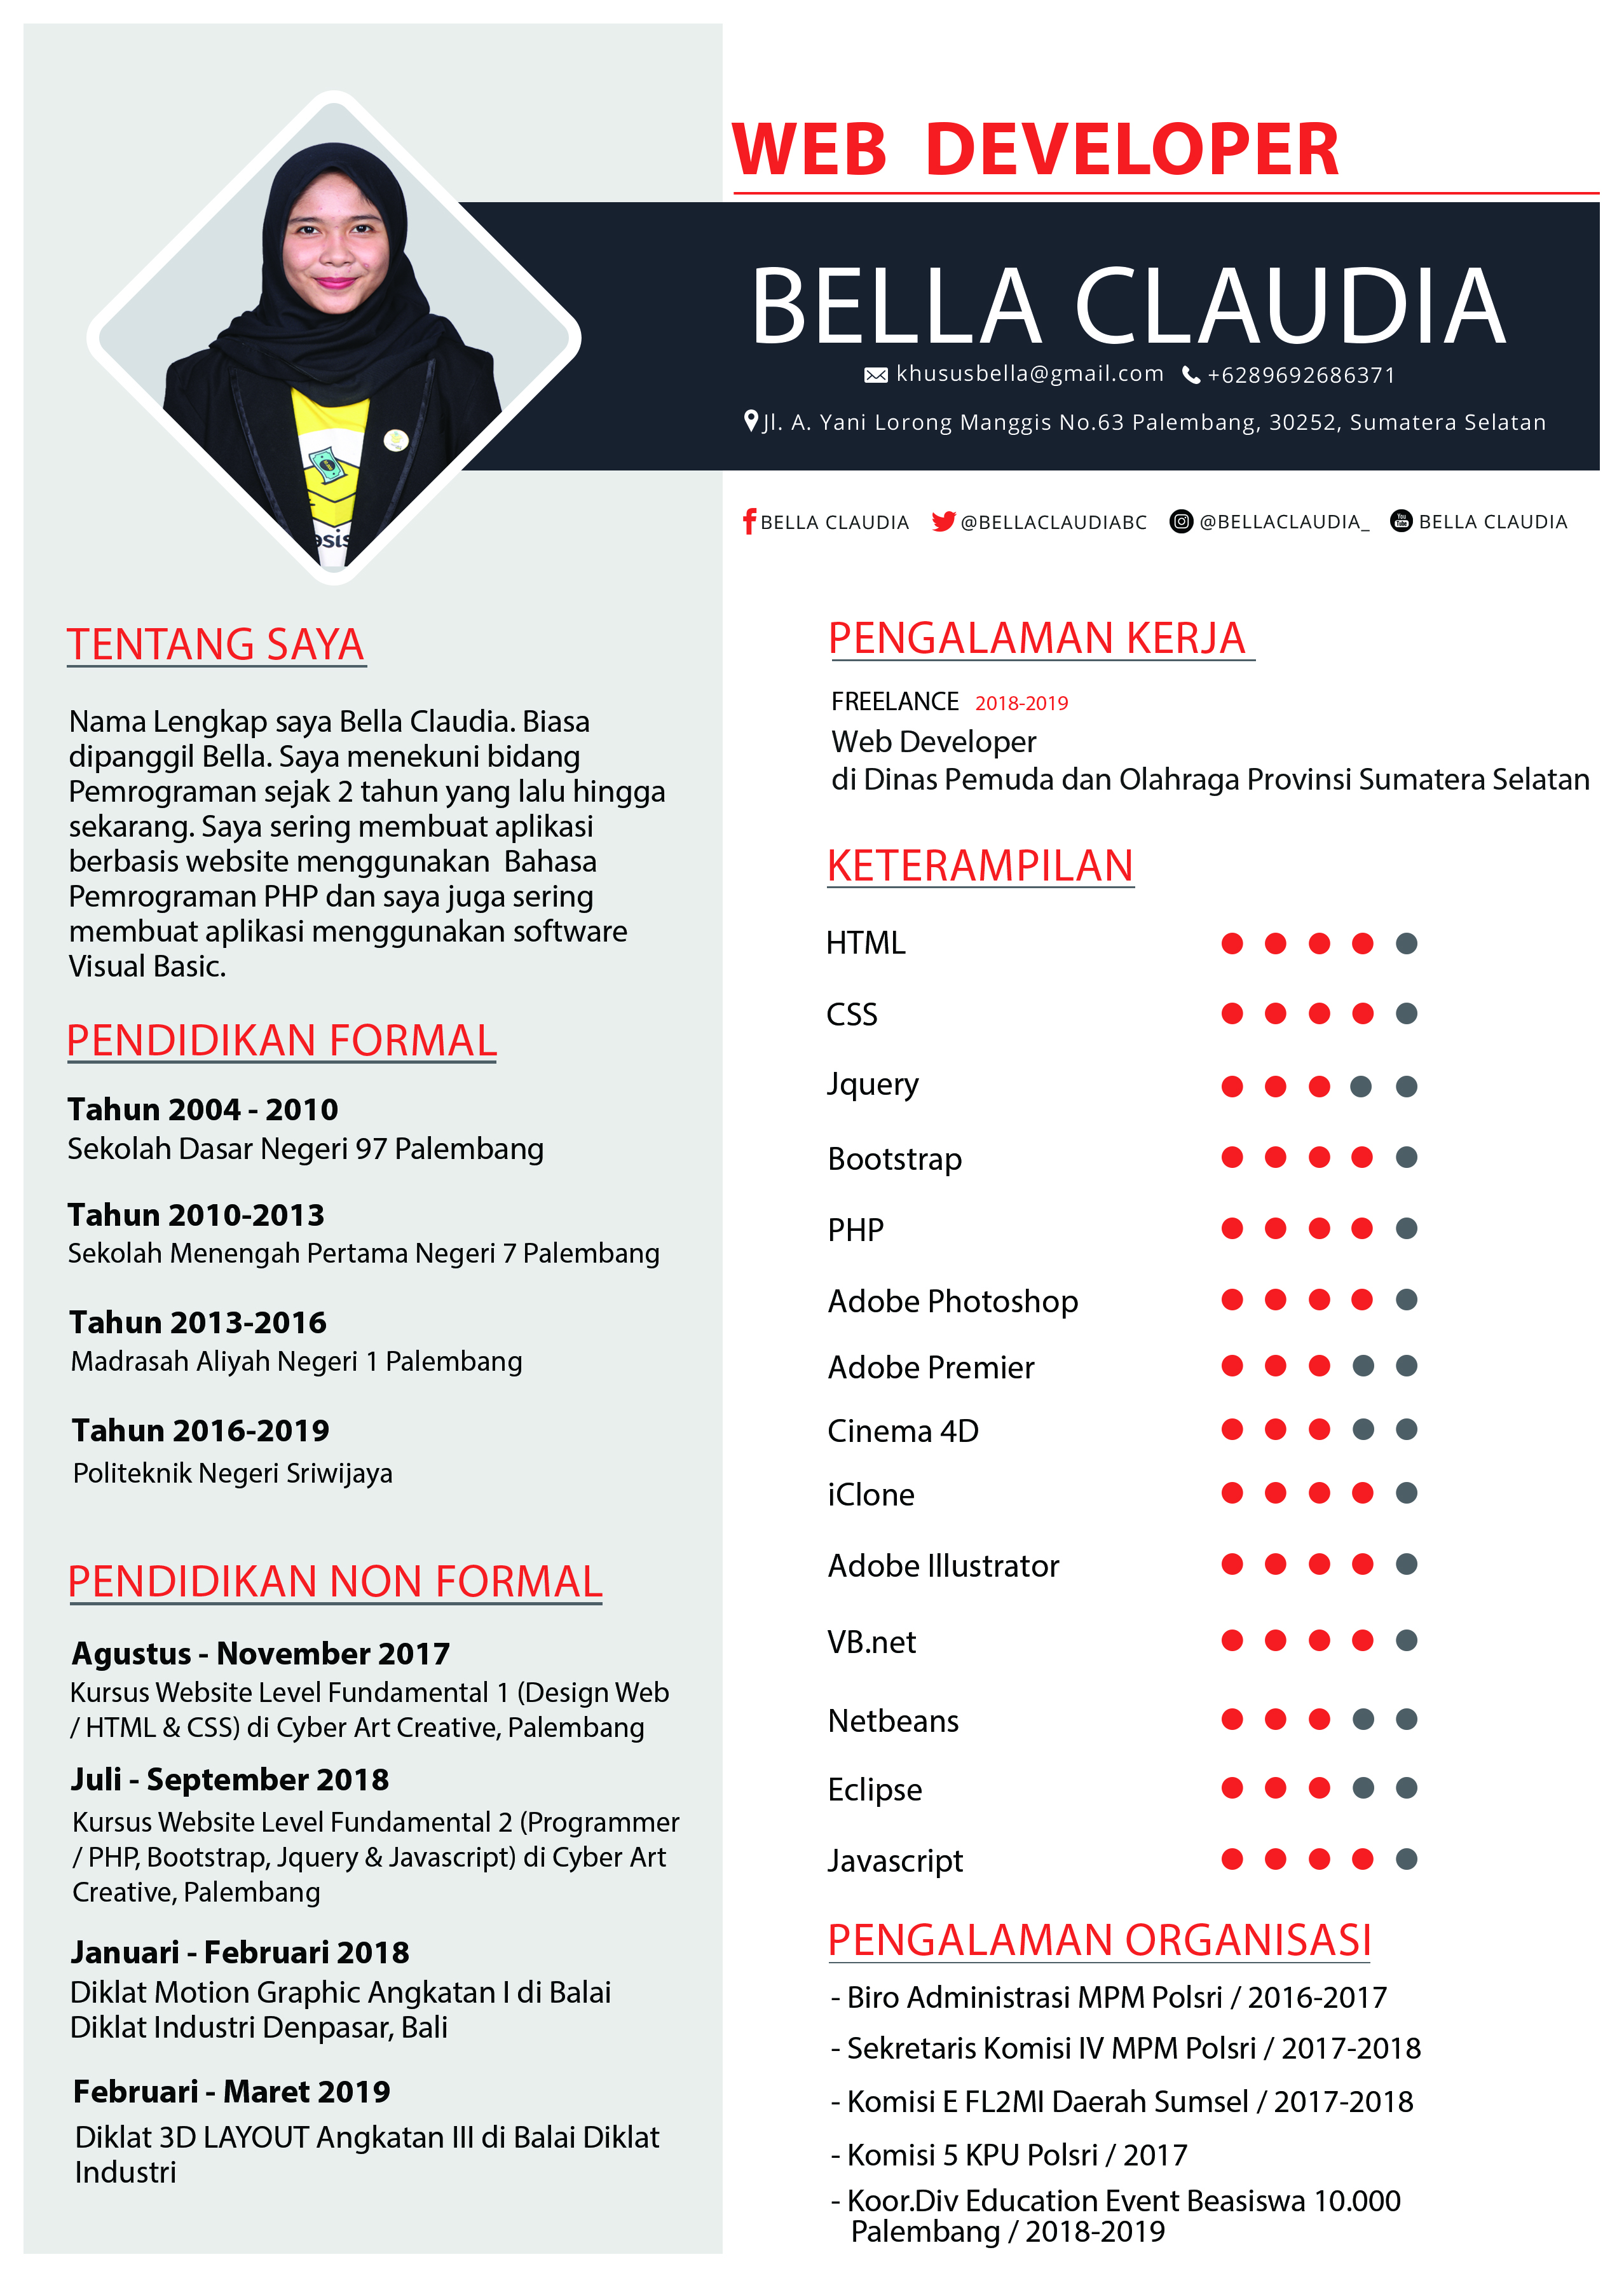 WEB DEVELOPER
BELLA CLAUDIA
khususbella@gmail.com +6289692686371
Jl. A. Yani Lorong Manggis No.63 Palembang, 30252, Sumatera Selatan
BELLA CLAUDIA @BELLACLAUDIABC @BELLACLAUDIA_ You Tube BELLA CLAUDIA
TENTANG SAYA
Nama Lengkap saya Bella Claudia. Biasa
dipanggil Bella. Saya menekuni bidang
Pemrograman sejak 2 tahun yang lalu hingga
sekarang. Saya sering membuat aplikasi
berbasis website menggunakan Bahasa
Pemrograman PHP dan saya juga sering
membuat aplikasi menggunakan software
Visual Basic.
PENDIDIKAN FORMAL
Tahun 2004 - 2010
Sekolah Dasar Negeri 97 Palembang
Tahun 2010-2013
Sekolah Menengah Pertama Negeri 7 Palembang
Tahun 2013-2016
Madrasah Aliyah Negeri 1 Palembang
Tahun 2016-2019
Politeknik Negeri Sriwijaya
PENDIDIKAN NON FORMAL
Agustus - November 2017
Kursus Website Level Fundamental 1 (Design Web
/ HTML & CSS) di Cyber Art Creative, Palembang
Juli - September 2018
Kursus Website Level Fundamental 2 (Programmer
/ PHP, Bootstrap, Jquery & Javascript) di Cyber Art
Creative, Palembang
Januari - Februari 2018
Diklat Motion Graphic Angkatan I di Balai
Diklat Industri Denpasar, Bali
Februari - Maret 2019
Diklat 3D LAYOUT Angkatan III di Balai Diklat
Industri
PENGALAMAN KERJA
FREELANCE 2018-2019
Web Developer
di Dinas Pemuda dan Olahraga Provinsi Sumatera Selatan
KETERAMPILAN
HTML
CSS
Jquery
Bootstrap
PHP
Adobe Photoshop
Adobe Premier
Cinema 4D
iClone
Adobe Illustrator
VB.net
Netbeans
Eclipse
Javascript
PENGALAMAN ORGANISASI
- Biro Administrasi MPM Polsri / 2016-2017
- Sekretaris Komisi IV MPM Polsri / 2017-2018
- Komisi E FL2MI Daerah Sumsel / 2017-2018
- Komisi 5 KPU Polsri / 2017
- Koor.Div Education Event Beasiswa 10.000
Palembang / 2018-2019